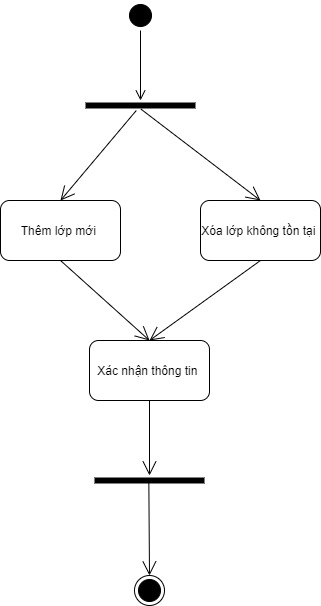 Thêm lớp mới
Xóa lớp không tồn tại
Xác nhận thông tin